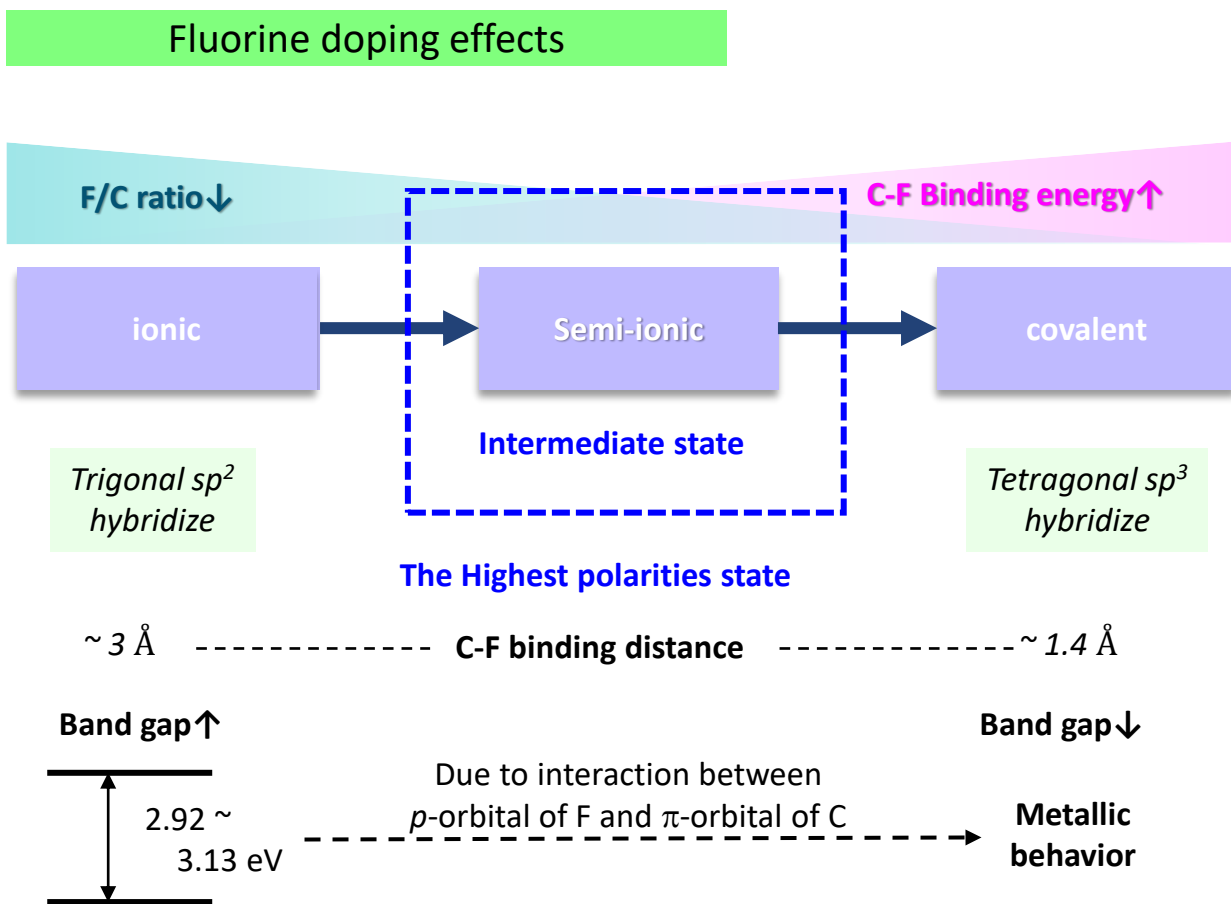 Fluorine doping effects
F/C ratio↓
C-F Binding energy↑
ionic
Semi-ionic
covalent
Intermediate state
Trigonal sp²
hybridize
Tetragonal sp³
hybridize
The Highest polarities state
~ 3 Å
C-F binding distance
~ 1.4 Å
Band gap↑
Band gap↓
Due to interaction between
p-orbital of F and π-orbital of C
2.92 ~
3.13 eV
Metallic
behavior